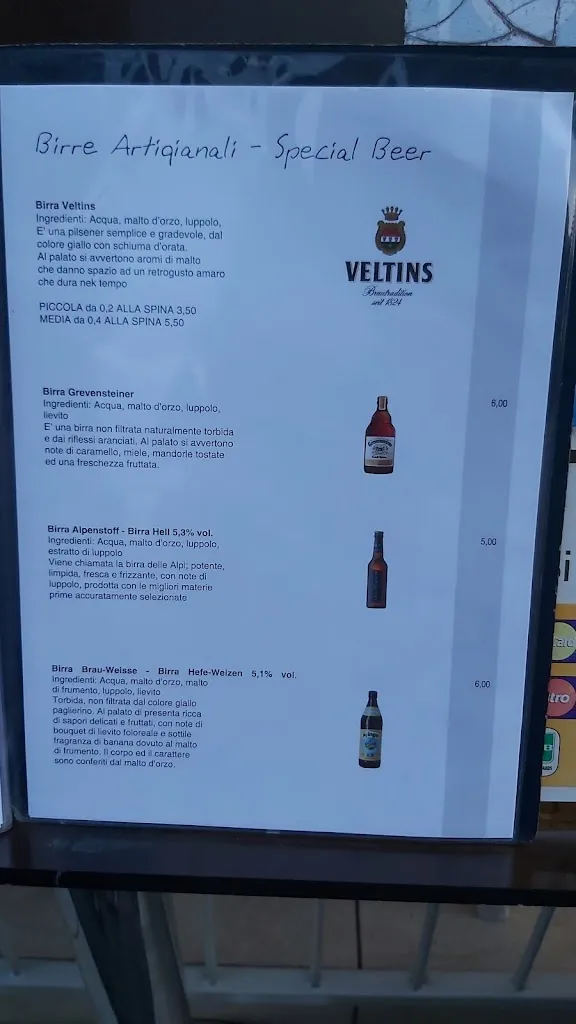 Birre Artigianali - Special Beer
Birra Veltins
Ingredienti: Acqua, malto d'orzo, luppolo,
E' una pilsener semplice e gradevole, dal
colore giallo con schiuma d'orata.
Al palato si avvertono aromi di malto
che danno spazio ad un retrogusto amaro
che dura nek tempo
PICCOLA da 0,2 ALLA SPINA 3,50
MEDIA da 0,4 ALLA SPINA 5,50
VELTINS
Brautradition
seit 1824
Birra Grevensteiner
Ingredienti: Acqua, malto d'orzo, luppolo,
lievito
E' una birra non filtrata naturalmente torbida
e dai riflessi aranciati. Al palato si avvertono
note di caramello, miele, mandorle tostate
ed una freschezza fruttata.
6,00
Birra Alpenstoff - Birra Hell 5,3% vol.
Ingredienti: Acqua, malto d'orzo, luppolo,
estratto di luppolo
Viene chiamata la birra delle Alpi; potente,
limpida, fresca e frizzante, con note di
luppolo, prodotta con le migliori materie
prime accuratamente selezionate
5,00
Birra Brau-Weisse - Birra Hefe-Weizen 5,1% vol.
Ingredienti: Acqua, malto d'orzo, malto
di frumento, luppolo, lievito
Torbida, non filtrata dal colore giallo
paglierino. Al palato di presenta ricca
di sapori delicati e fruttati, con note di
bouquet di lievito foloreale e sottile
fragranza di banana dovuto al malto
di frumento. Il corpo ed il carattere
sono conferiti dal malto d'orzo.
6,00